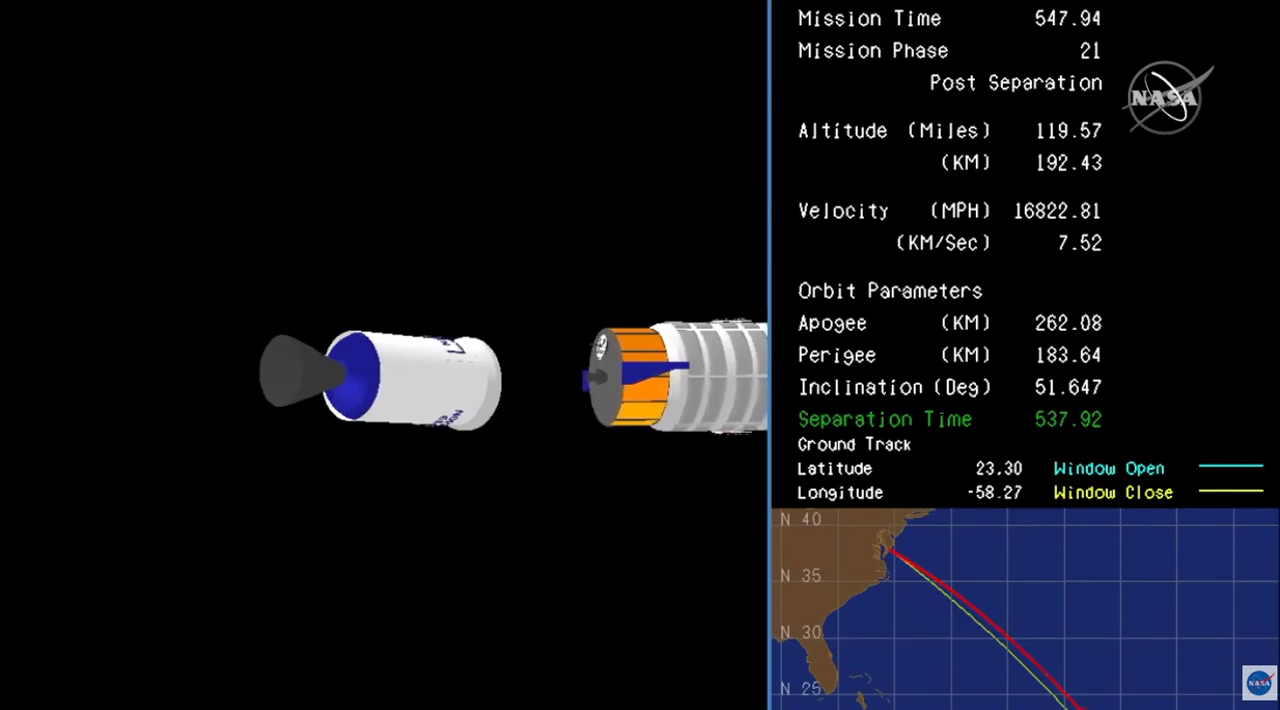 Mission Time 547.94
Mission Phase 21
Post Separation
NASA
Altitude (Miles) 119.57
(KM) 192.43
Velocity (MPH) 16822.81
(KM/Sec) 7.52
Orbit Parameters
Apogee (KM) 262.08
Perigee (KM) 183.64
Inclination (Deg) 51.647
Separation Time 537.92
Ground Track
Latitude 23.30 Window Open
Longitude -58.27 Window Close
N 40
N 35
N 30
N 25
NASA